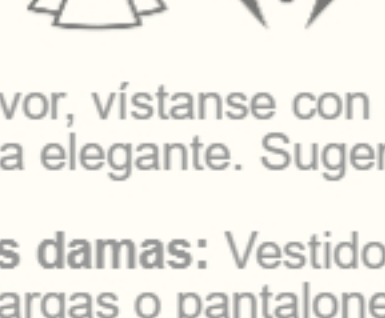 vor, vístanse con
a elegante. Suger
s damas: Vestido
argas o pantalone